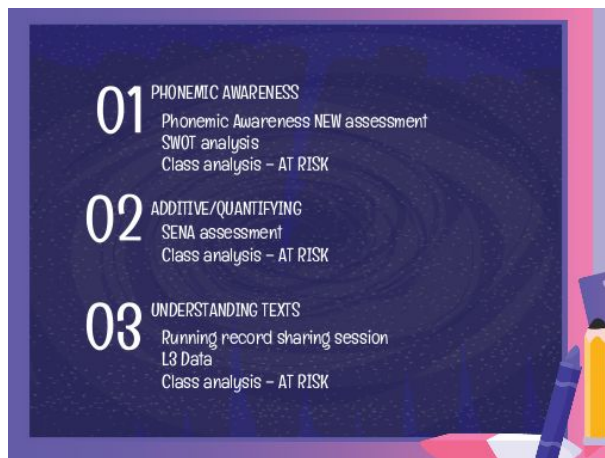 01 PHONEMIC AWARENESS
Phonemic Awareness NEW assessment
SWOT analysis
Class analysis – AT RISK
02 ADDITIVE/QUANTIFYING
SENA assessment
Class analysis – AT RISK
03 UNDERSTANDING TEXTS
Running record sharing session
L3 Data
Class analysis – AT RISK